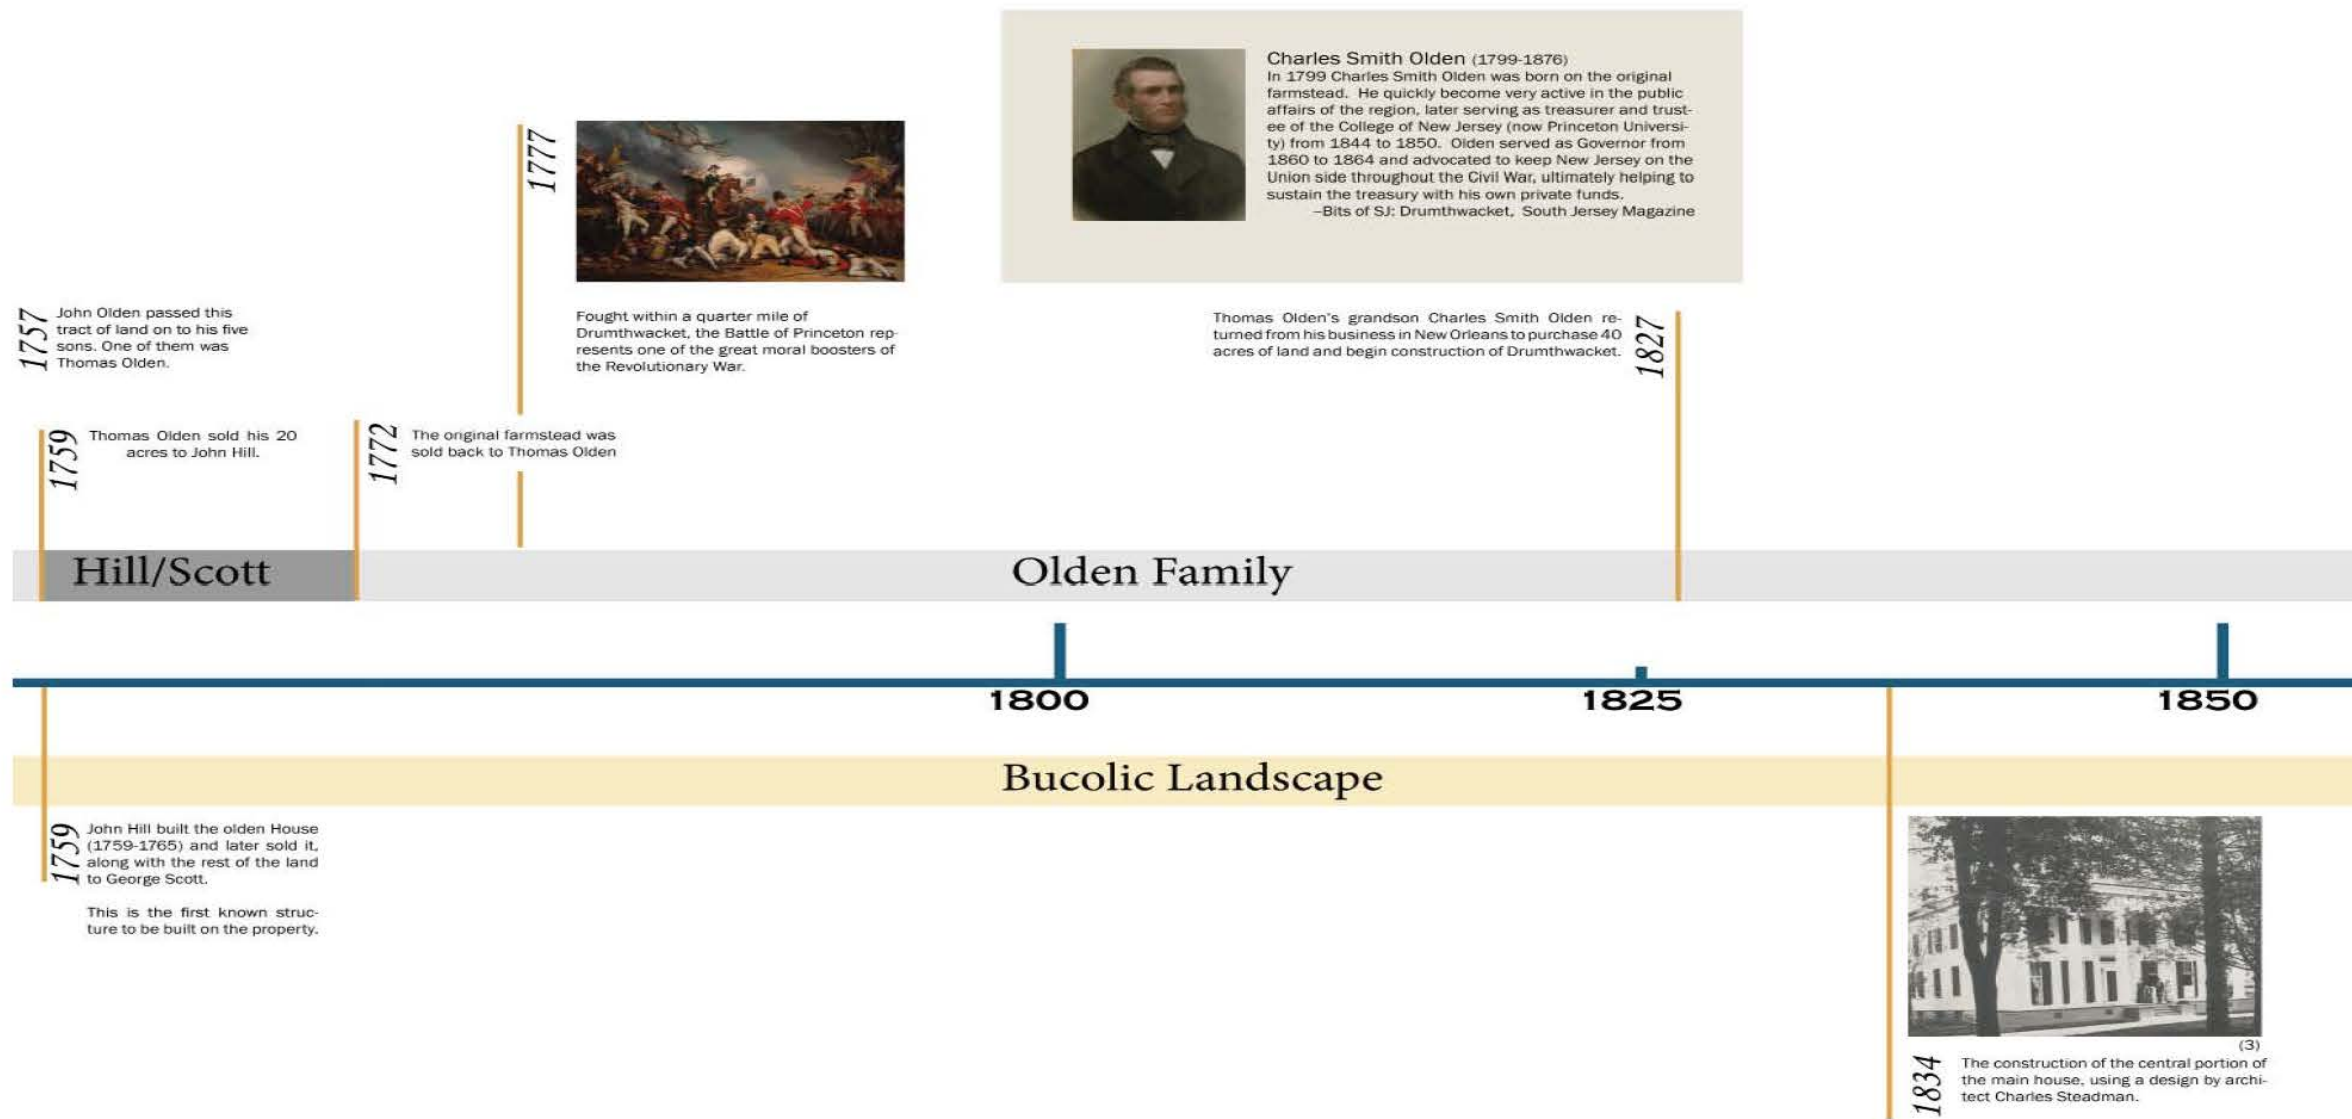 Charles Smith Olden (1799-1876)
In 1799 Charles Smith Olden was born on the original
farmstead. He quickly become very active in the public
affairs of the region, later serving as treasurer and trust-
ee of the College of New Jersey (now Princeton Universi-
ty) from 1844 to 1850. Olden served as Governor from
1860 to 1864 and advocated to keep New Jersey on the
Union side throughout the Civil War, ultimately helping to
sustain the treasury with his own private funds.
–Bits of SJ: Drumthwacket, South Jersey Magazine
1777
Fought within a quarter mile of
Drumthwacket, the Battle of Princeton rep-
resents one of the great moral boosters of
the Revolutionary War.
1757
John Olden passed this
tract of land on to his five
sons. One of them was
Thomas Olden.
Thomas Olden's grandson Charles Smith Olden re-
turned from his business in New Orleans to purchase 40
acres of land and begin construction of Drumthwacket.
1827
1759
Thomas Olden sold his 20
acres to John Hill.
1772
The original farmstead was
sold back to Thomas Olden
Hill/Scott
Olden Family
1800
1825
1850
Bucolic Landscape
1759
John Hill built the olden House
(1759-1765) and later sold it,
along with the rest of the land
to George Scott.
This is the first known struc-
ture to be built on the property.
(3)
1834
The construction of the central portion of
the main house, using a design by archi-
tect Charles Steadman.